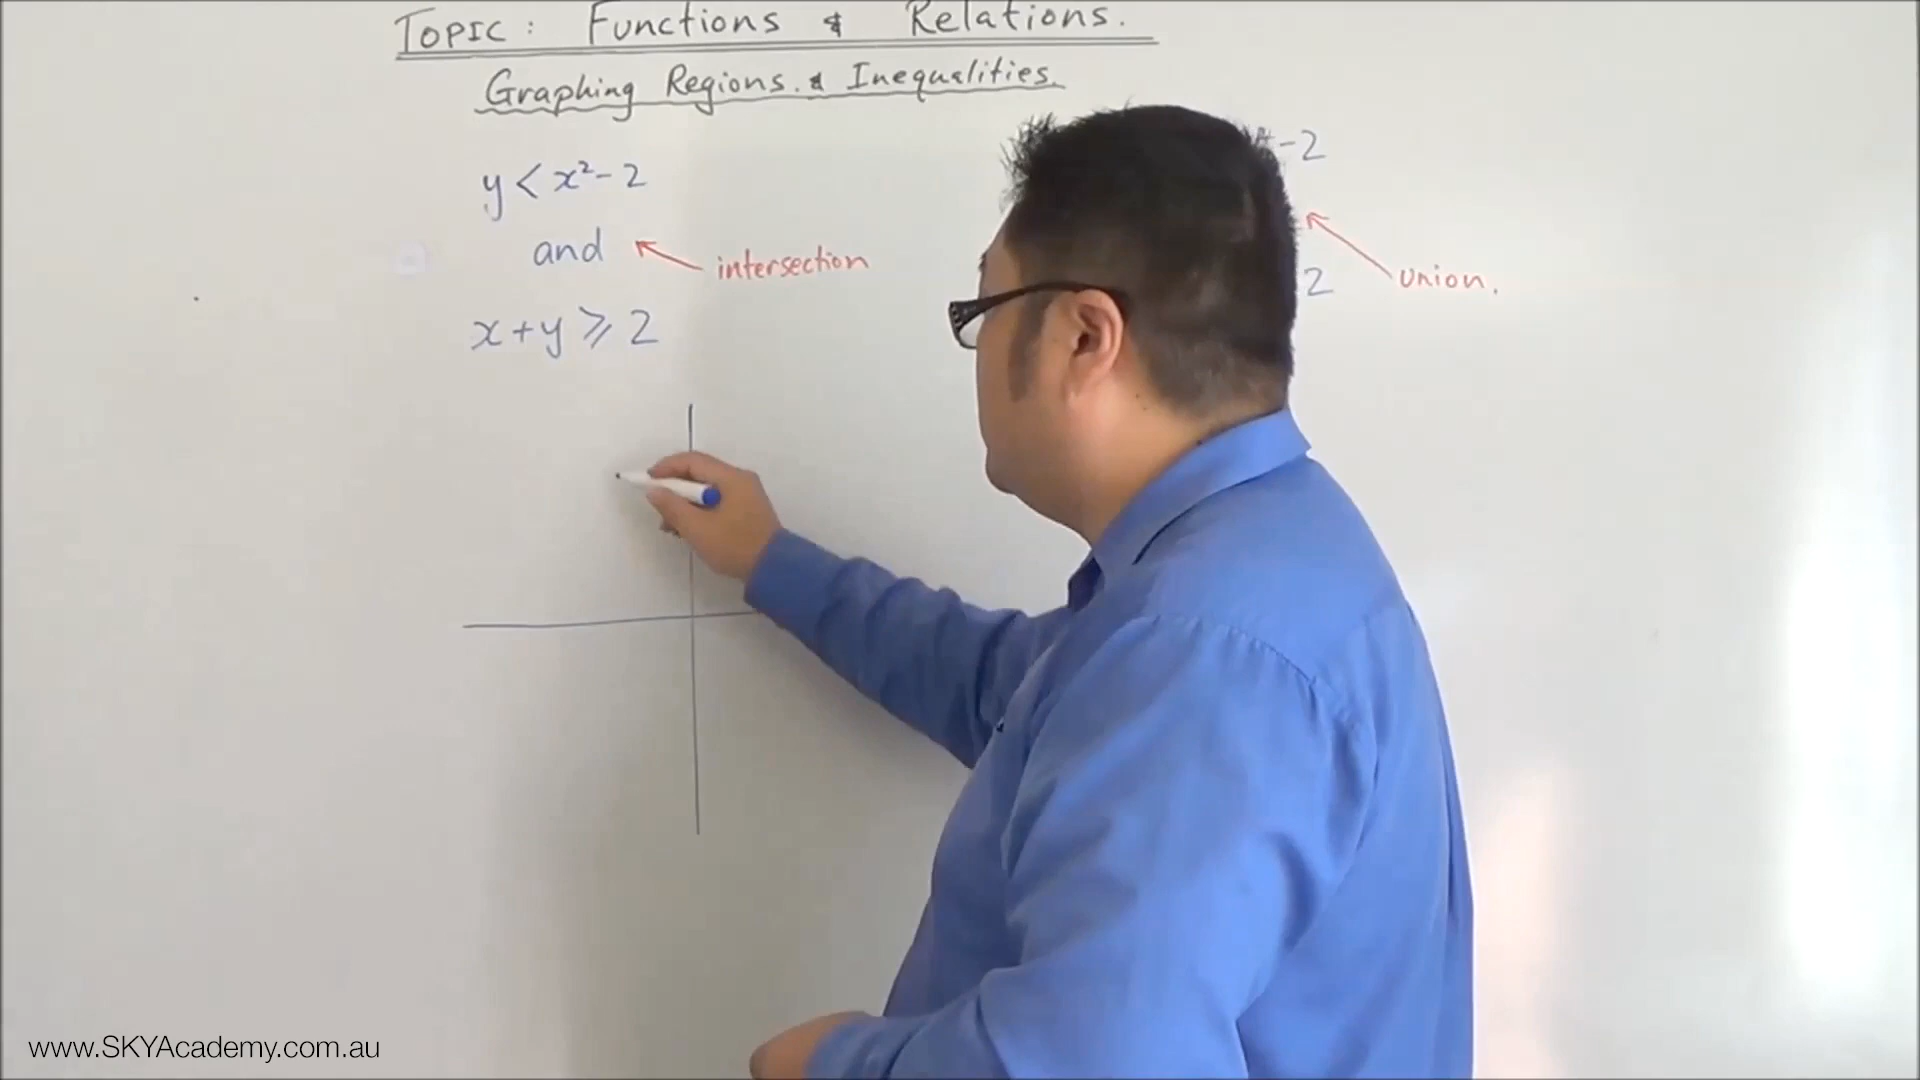 TOPIC: Functions & Relations.
Graphing Regions. & Inequalities.
y < x² - 2
and
intersection
x + y ⩾ 2
-2
union.
2
www.SKYAcademy.com.au